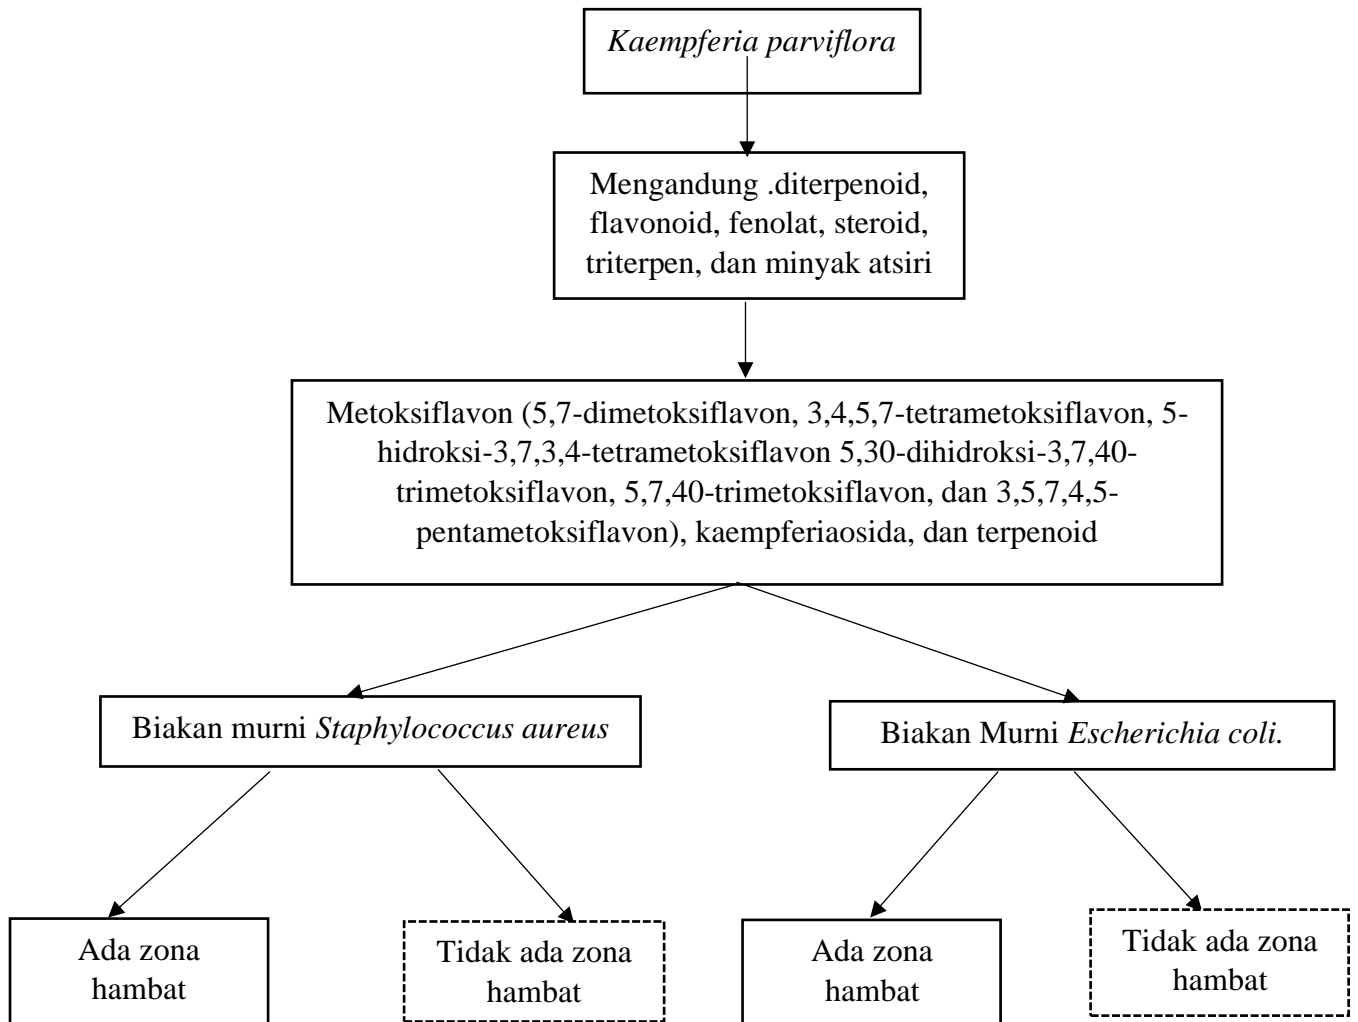 Kaempferia parviflora
Mengandung .diterpenoid,
flavonoid, fenolat, steroid,
triterpen, dan minyak atsiri
Metoksiflavon (5,7-dimetoksiflavon, 3,4,5,7-tetrametoksiflavon, 5-
hidroksi-3,7,3,4-tetrametoksiflavon 5,30-dihidroksi-3,7,40-
trimetoksiflavon, 5,7,40-trimetoksiflavon, dan 3,5,7,4,5-
pentametoksiflavon), kaempferiaosida, dan terpenoid
Biakan murni Staphylococcus aureus
Biakan Murni Escherichia coli.
Ada zona
hambat
Tidak ada zona
hambat
Ada zona
hambat
Tidak ada zona
hambat